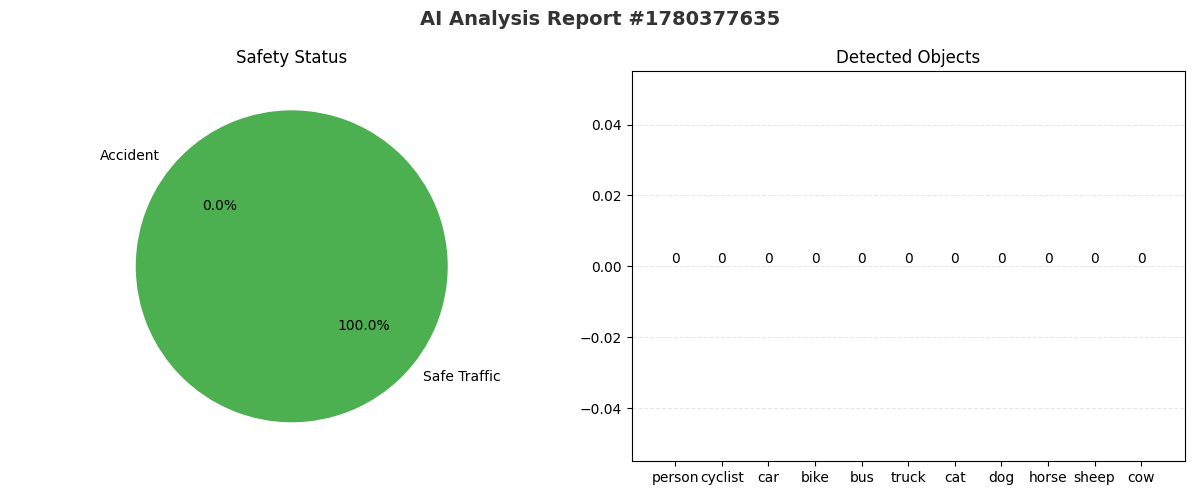 AI Analysis Report #1780377635
Safety Status
Accident
0.0%
100.0%
Safe Traffic
Detected Objects
0.04
0.02
0.00
−0.02
−0.04
0 0 0 0 0 0 0 0 0 0 0
person cyclist car bike bus truck cat dog horse sheep cow